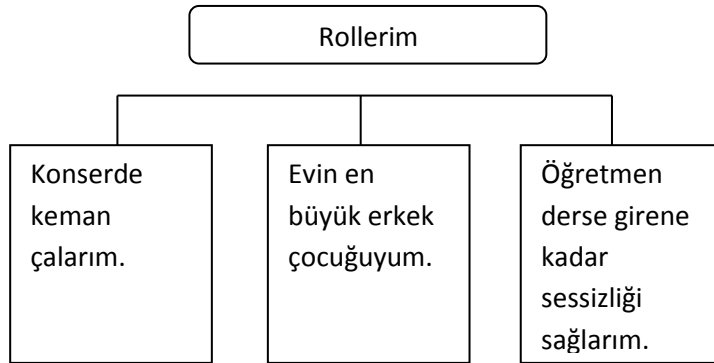 Rollerim
Konserde
keman
çalarım.
Evin en
büyük erkek
çocuğuyum.
Öğretmen
derse girene
kadar
sessizliği
sağlarım.